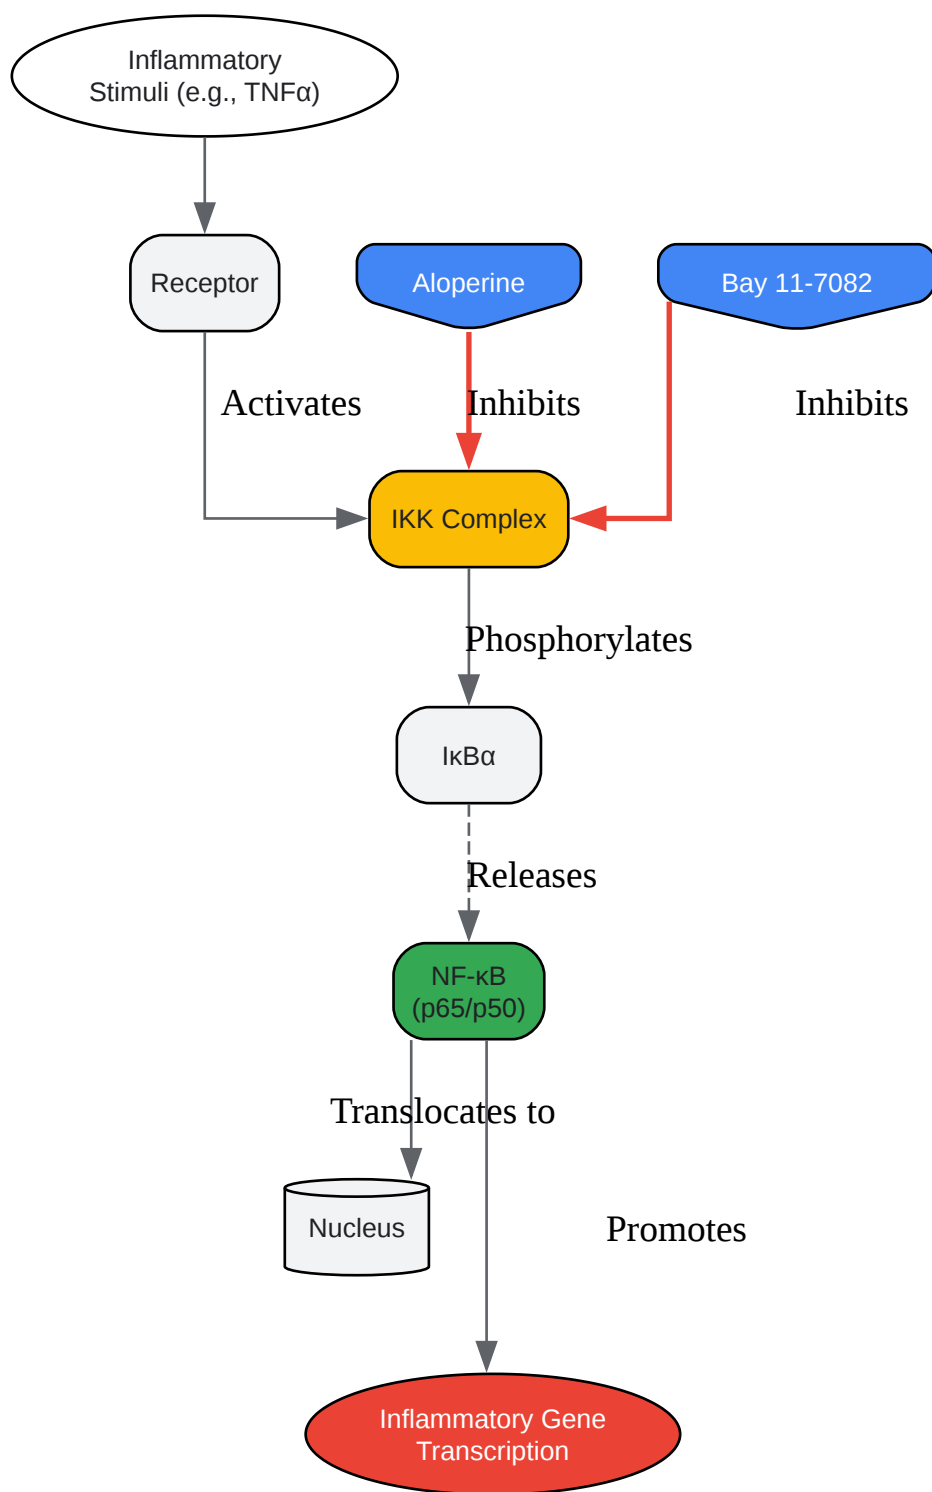 Inflammatory
Stimuli (e.g., TNFα)
Receptor
Aloperine
Bay 11-7082
Activates
Inhibits
Inhibits
IKK Complex
Phosphorylates
IκBα
Releases
NF-κB
(p65/p50)
Translocates to
Nucleus
Promotes
Inflammatory Gene
Transcription